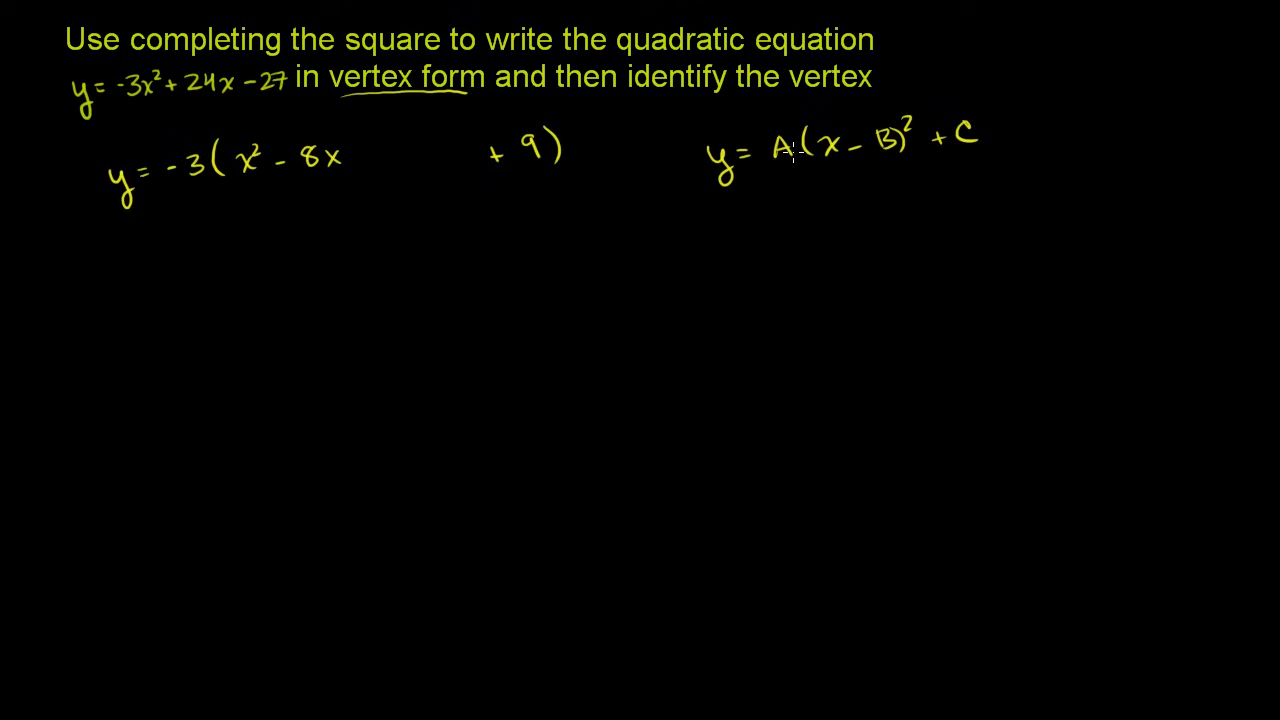 Use completing the square to write the quadratic equation
y = -3x² + 24x - 27 in vertex form and then identify the vertex
y = -3(x² - 8x + 9)
y = A(x - B)² + C